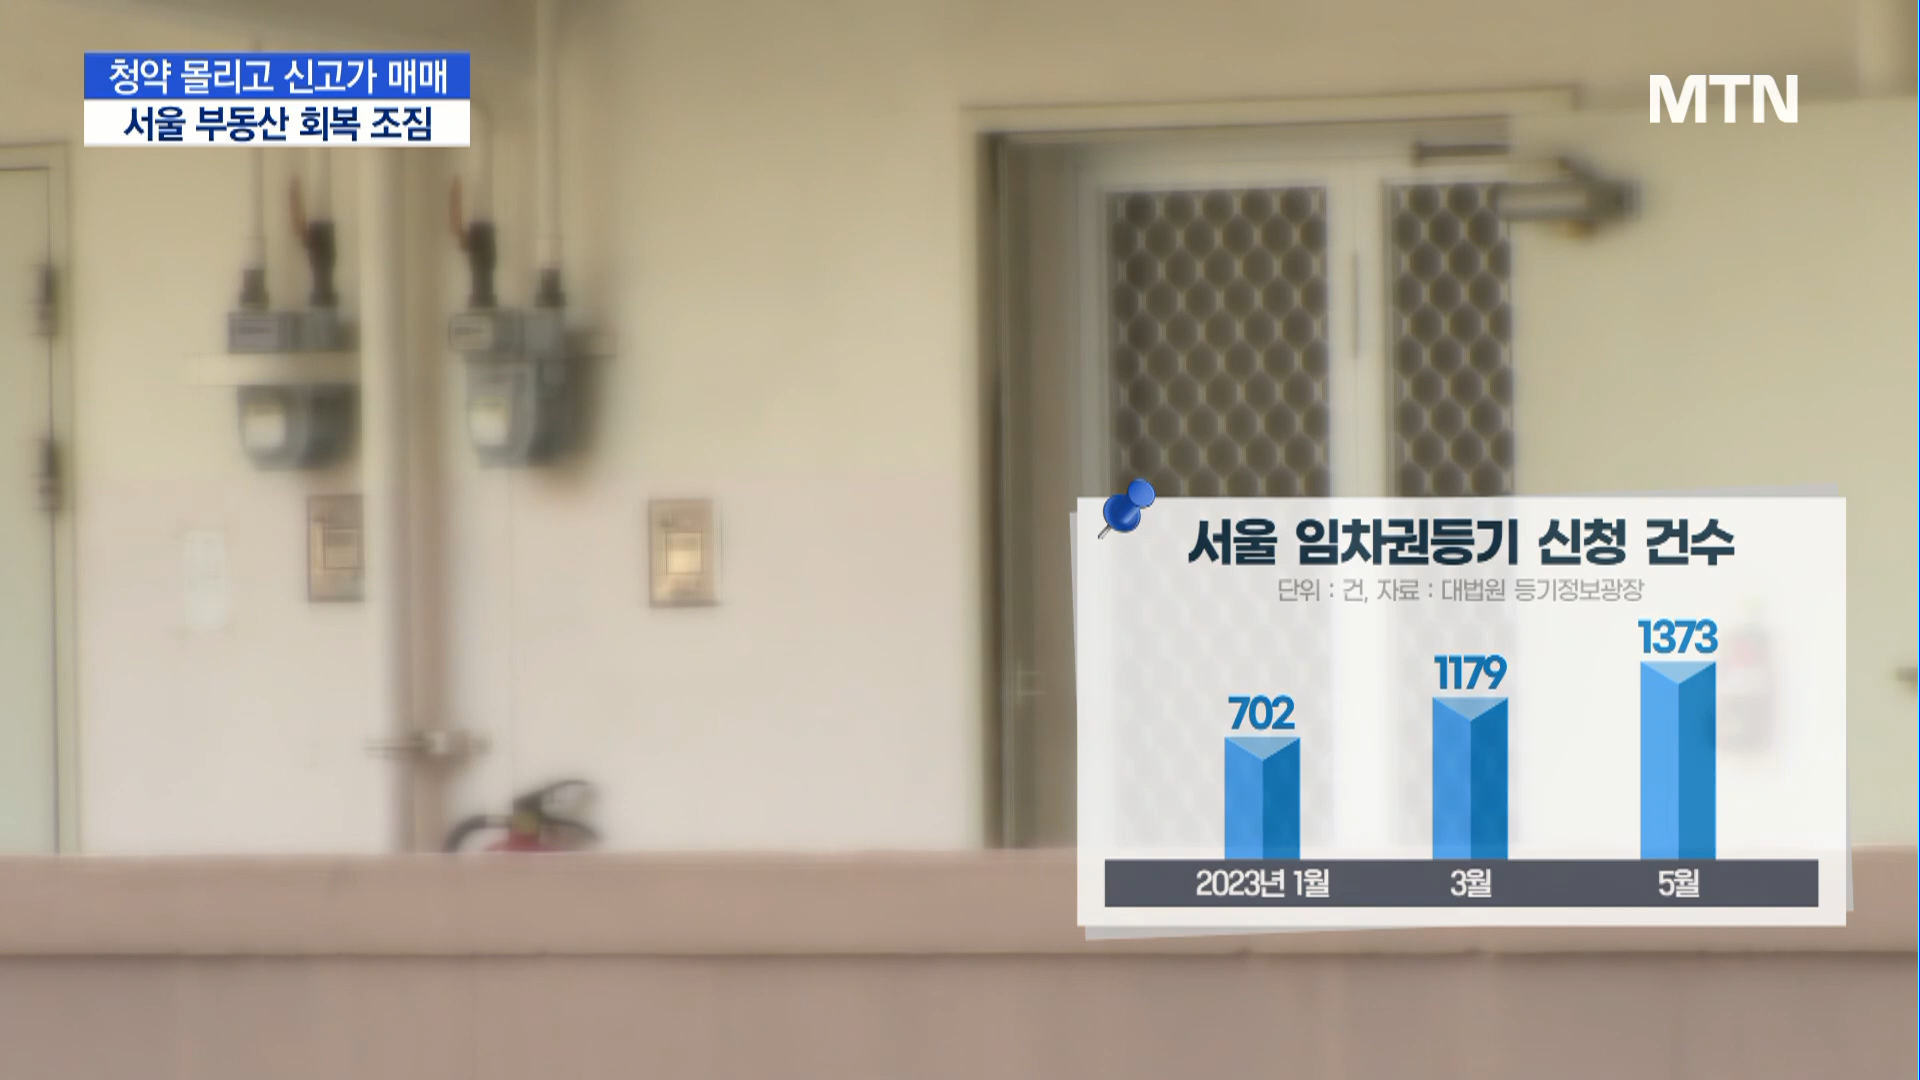 청약 몰리고 신고가 매매
서울 부동산 회복 조짐
MTN
서울 임차권등기 신청 건수
단위 : 건, 자료 : 대법원 등기정보광장
702
1179
1373
2023년 1월
3월
5월